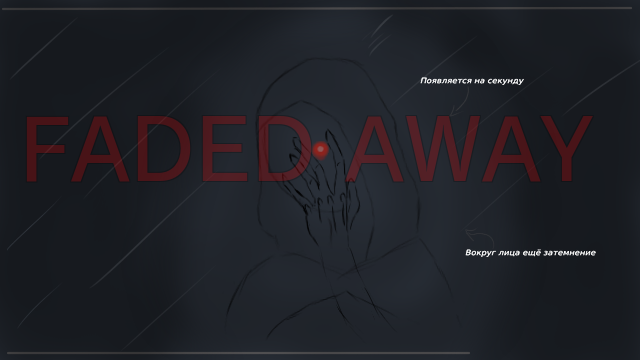 Появляется на секунду
FADED AWAY
Вокруг лица ещё затемнение